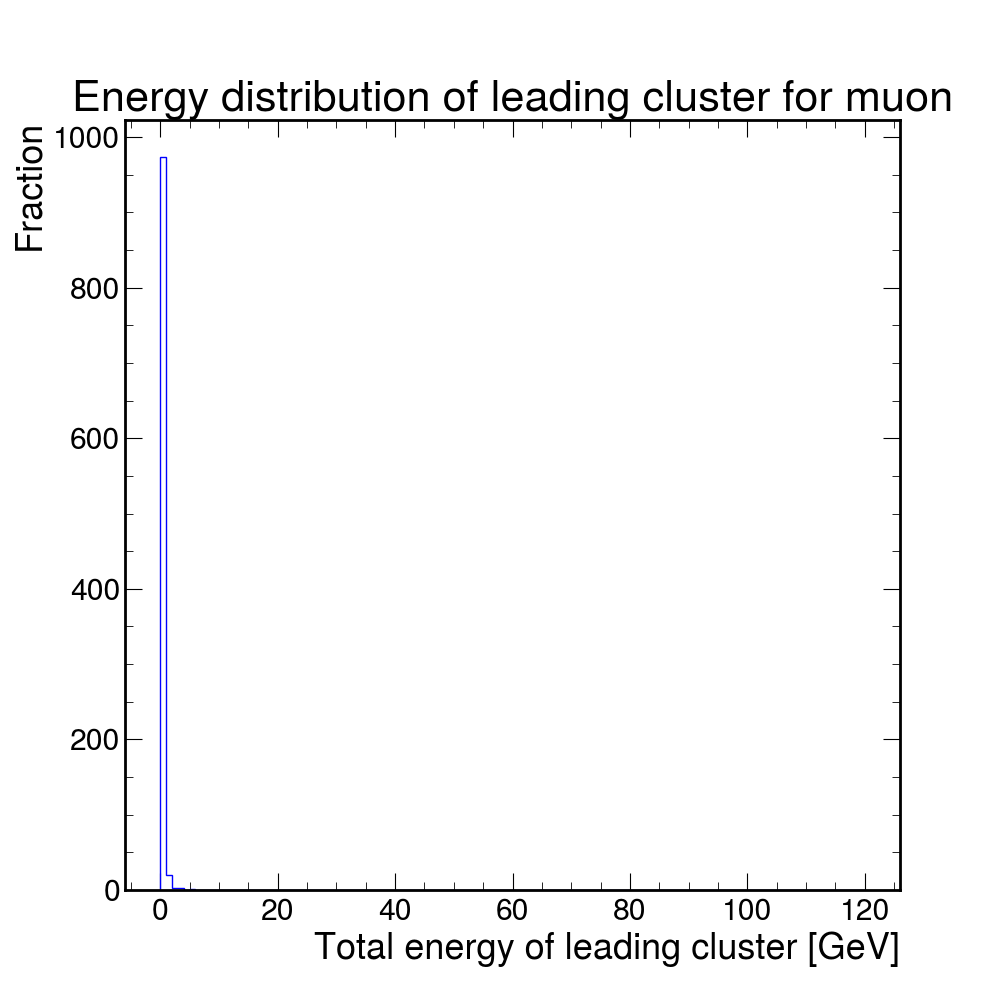 Energy distribution of leading cluster for muon
Fraction
1000
800
600
400
200
0
0 20 40 60 80 100 120
Total energy of leading cluster [GeV]